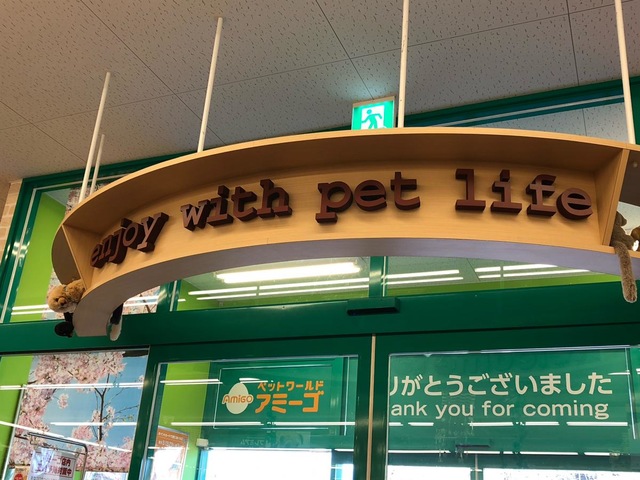 enjoy with pet life
ペットワールド
AMIGO アミーゴ
りがとうございました
ank you for coming